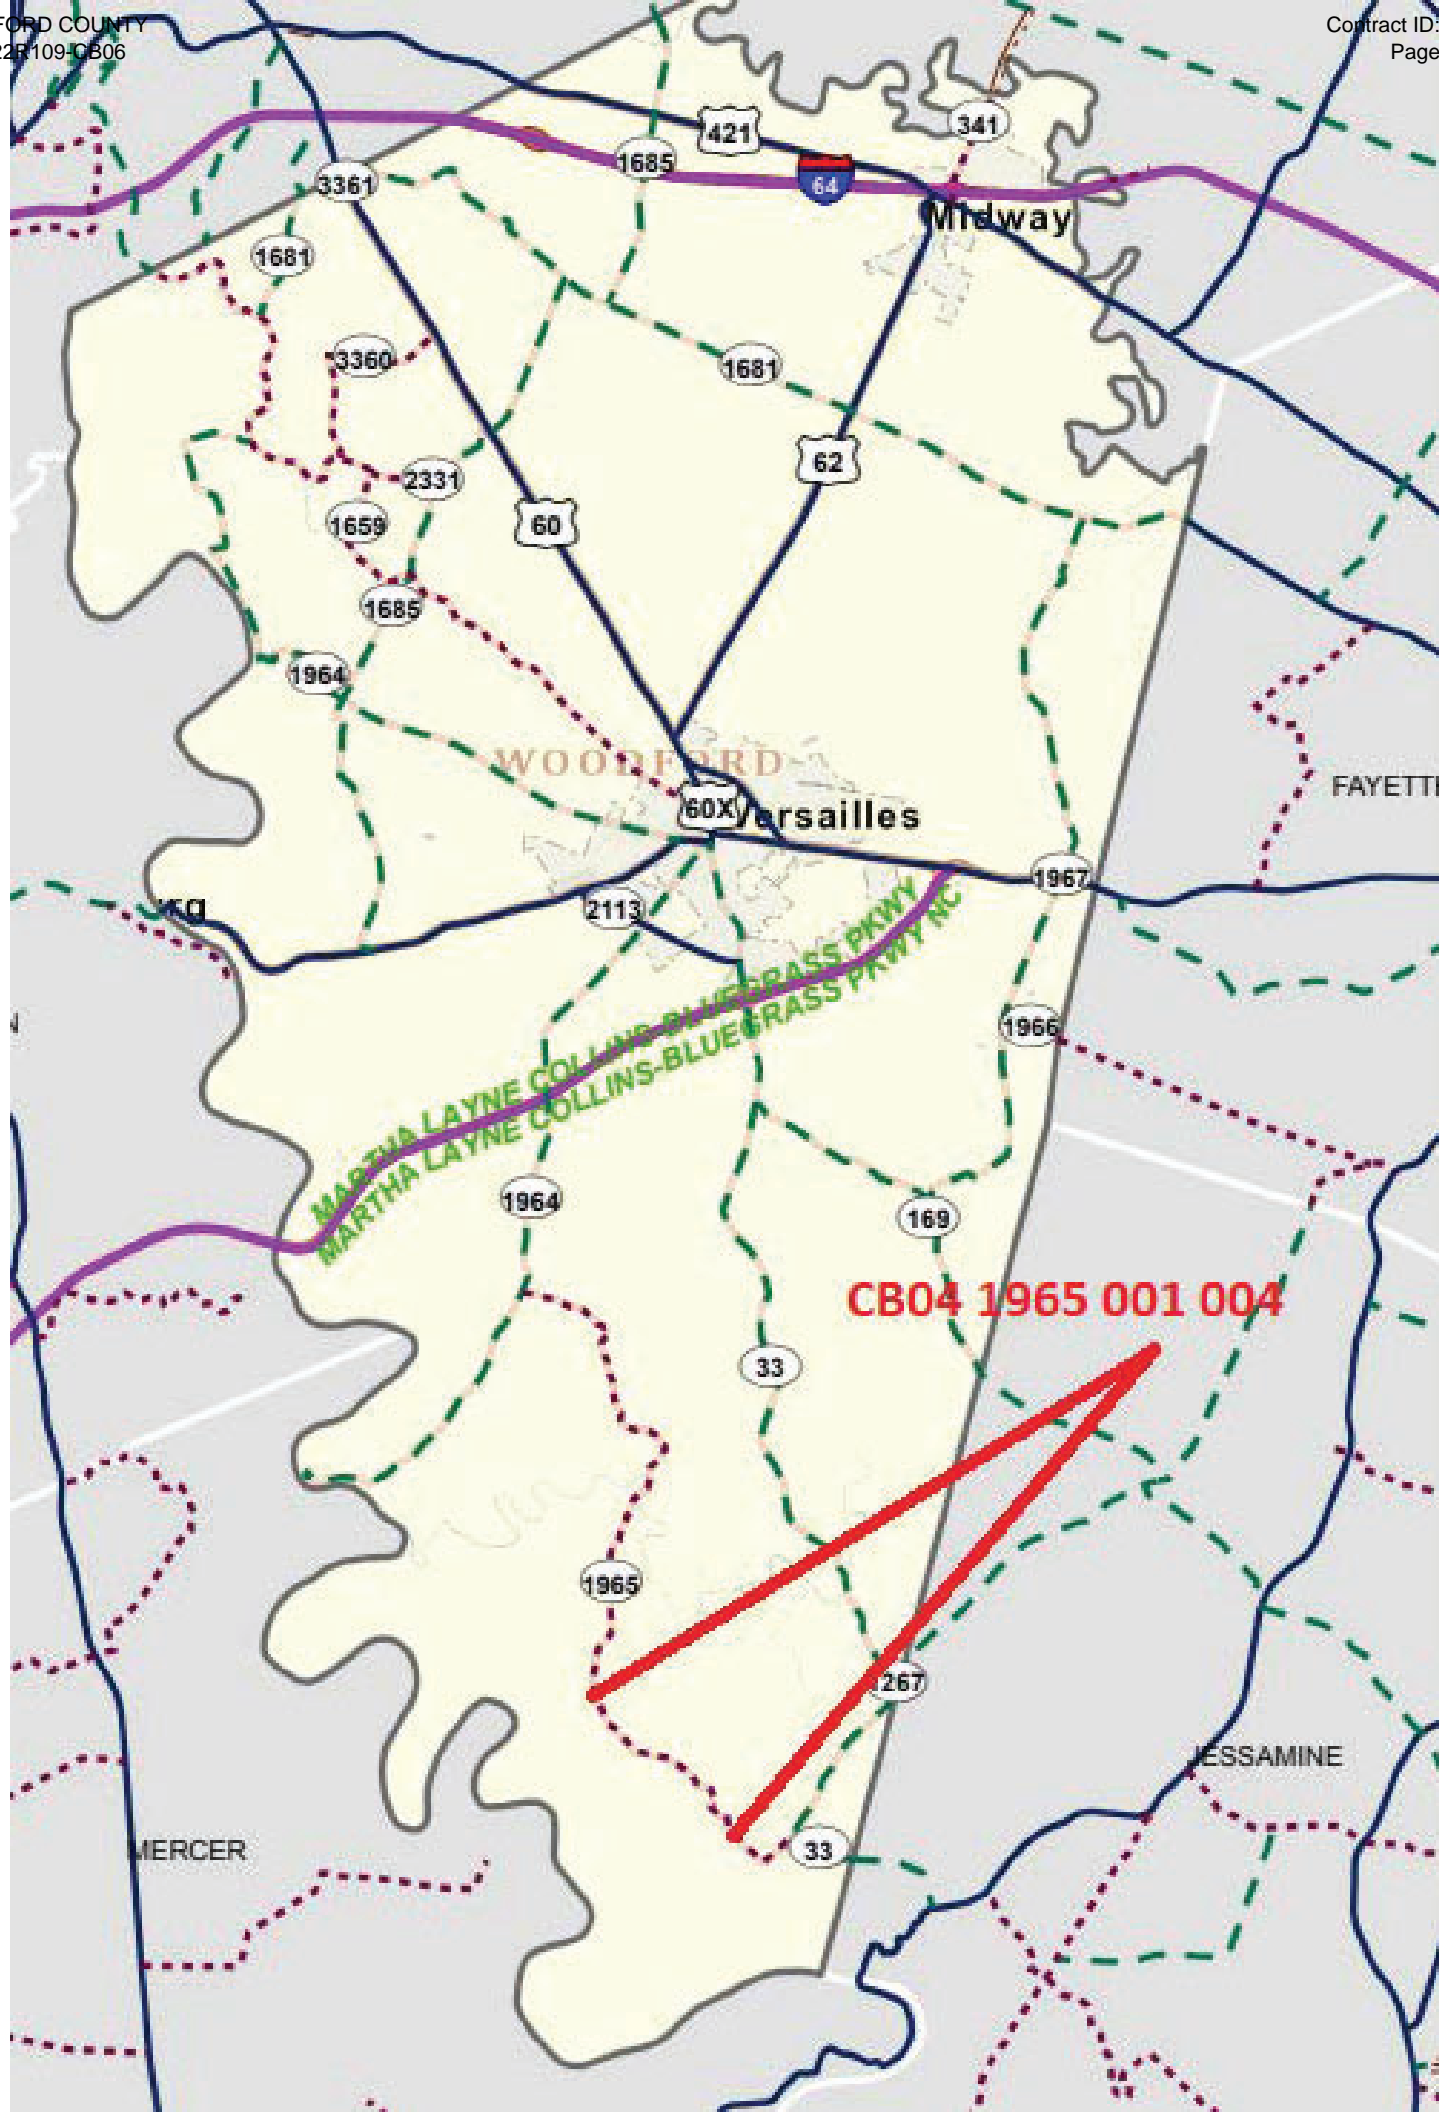 FORD COUNTY
Contract ID:
22R109-CB06
Page
421
341
1685
64
3361
Midway
1681
3360
1681
62
2331
1659
60
1685
1964
WOODFORD
FAYETTE
60X
Versailles
1967
2113
MARTHA LAYNE COLLINS-BLUEGRASS PKWY
MARTHA LAYNE COLLINS-BLUEGRASS PKWY NC
1966
1964
169
CB04 1965 001 004
33
1965
1267
JESSAMINE
MERCER
33